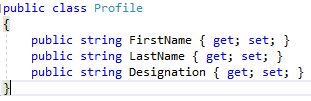 public class Profile
{
    public string FirstName { get; set; }
    public string LastName { get; set; }
    public string Designation { get; set; }
}